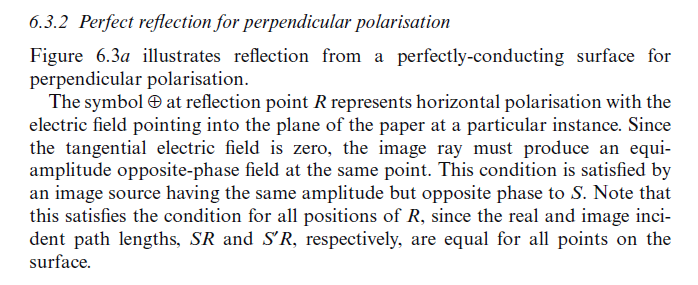 6.3.2 Perfect reflection for perpendicular polarisation
Figure 6.3a illustrates reflection from a perfectly-conducting surface for
perpendicular polarisation.
The symbol ⊕ at reflection point R represents horizontal polarisation with the
electric field pointing into the plane of the paper at a particular instance. Since
the tangential electric field is zero, the image ray must produce an equi-
amplitude opposite-phase field at the same point. This condition is satisfied by
an image source having the same amplitude but opposite phase to S. Note that
this satisfies the condition for all positions of R, since the real and image inci-
dent path lengths, SR and S′R, respectively, are equal for all points on the
surface.